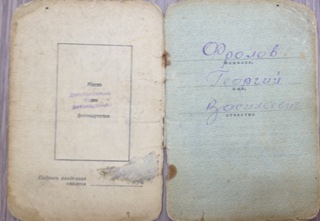 Место
для
фотокарточки
Фролов
фамилия
Георгий
имя
Васильевич
отчество